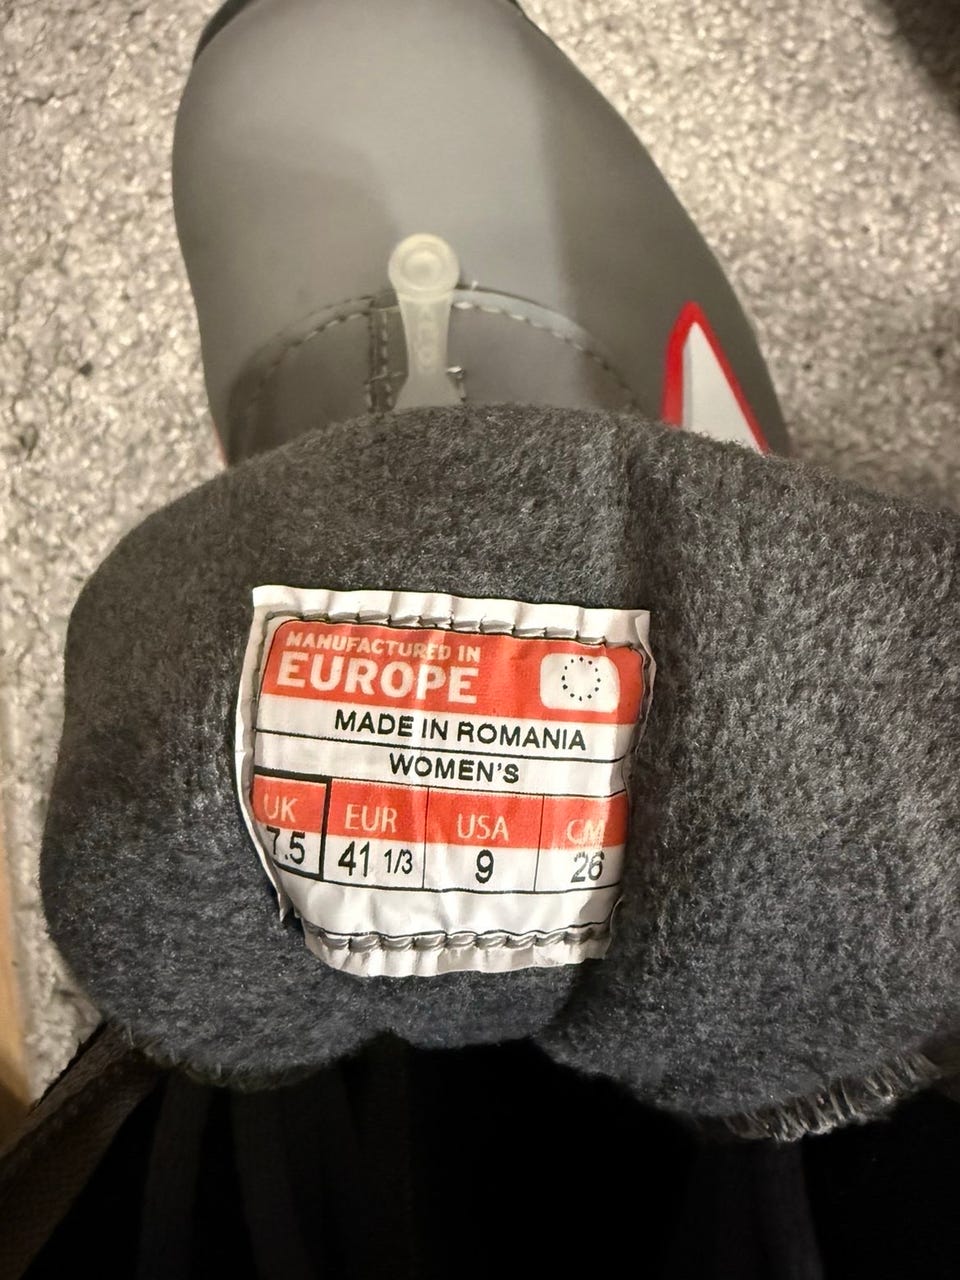 MANUFACTURED IN
EUROPE
MADE IN ROMANIA
WOMEN'S
UK EUR USA CM
7.5 41 1/3 9 26